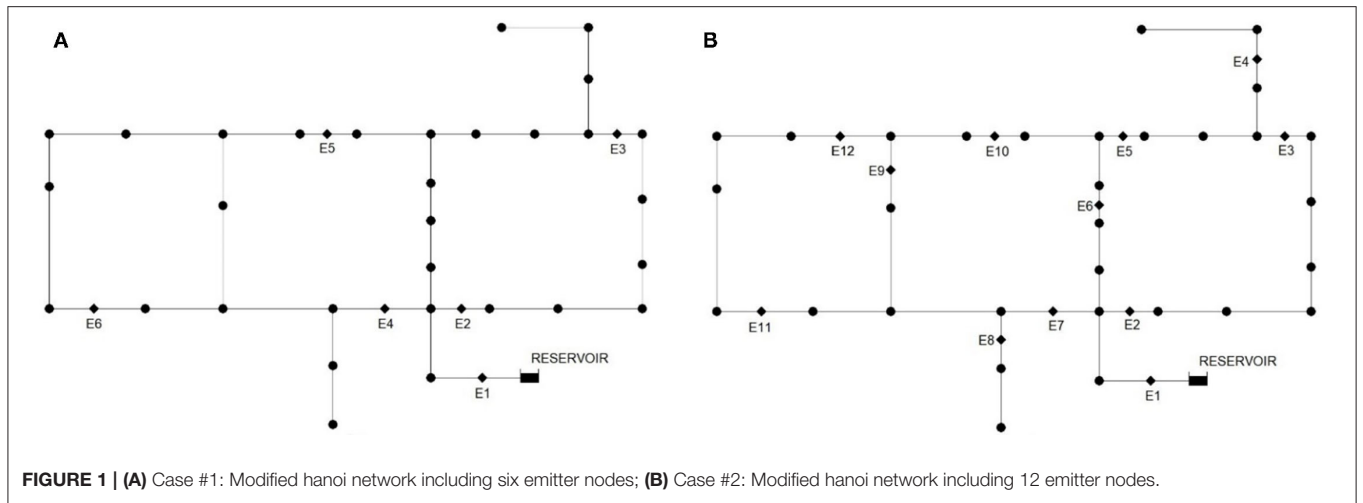 A
E5
E3
E6
E4
E2
RESERVOIR
E1
B
E4
E12
E10
E5
E3
E9
E6
E11
E7
E2
E8
RESERVOIR
E1
FIGURE 1 | (A) Case #1: Modified hanoi network including six emitter nodes; (B) Case #2: Modified hanoi network including 12 emitter nodes.